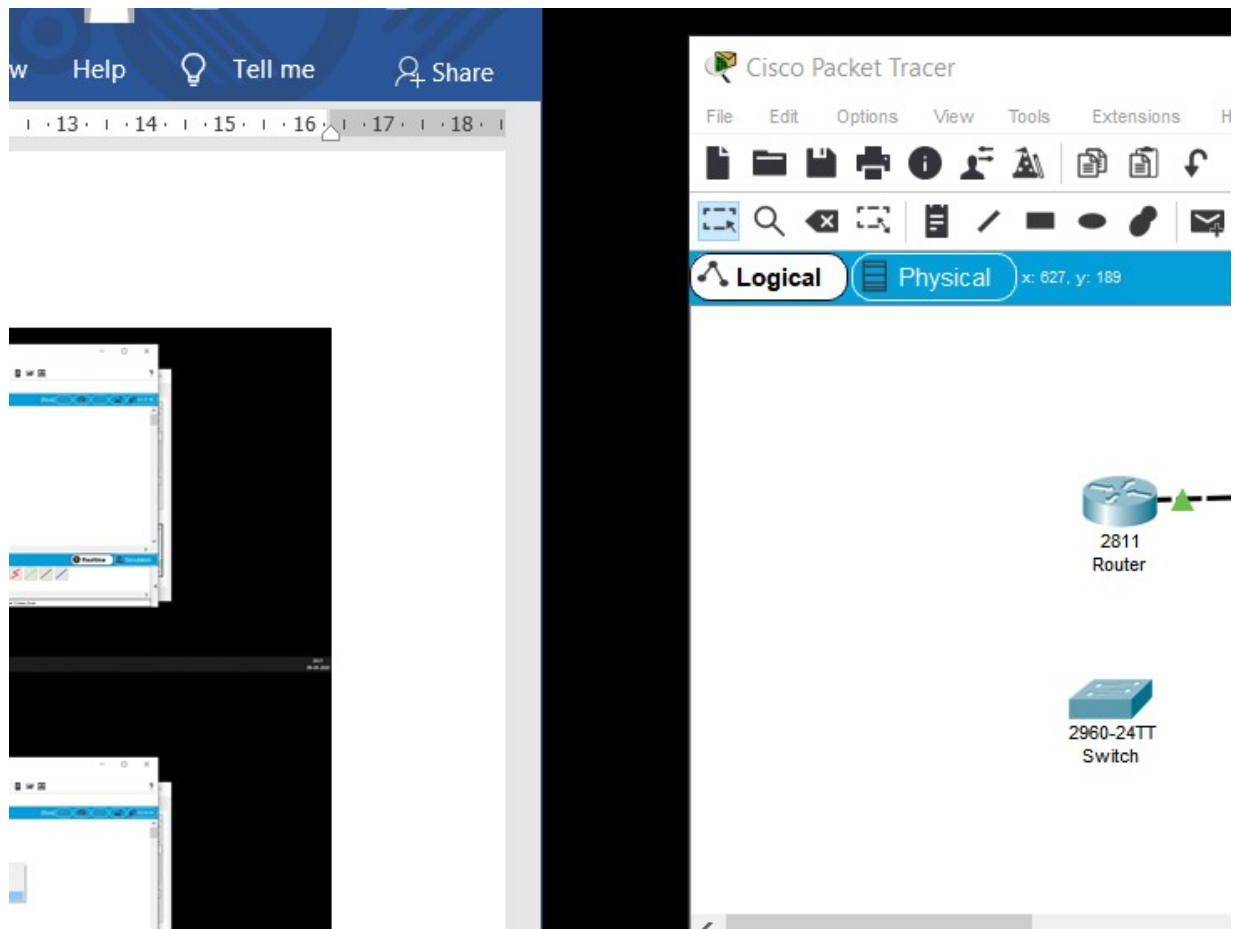 w Help Tell me Share
13 · 14 · 15 · 16 · 17 · 18
Cisco Packet Tracer
File Edit Options View Tools Extensions H
Logical Physical x: 627, y: 189
2811
Router
2960-24TT
Switch
Realtime